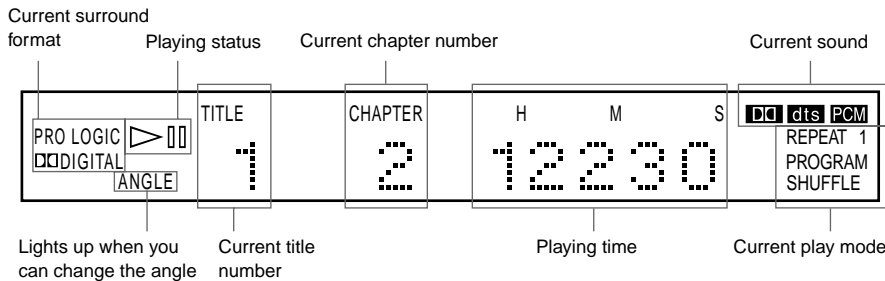 Current surround
format
Playing status
Current chapter number
Current sound
TITLE
CHAPTER
H M S
dts PCM
PRO LOGIC
DIGITAL
ANGLE
1
2
12230
REPEAT 1
PROGRAM
SHUFFLE
Lights up when you
can change the angle
Current title
number
Playing time
Current play mode